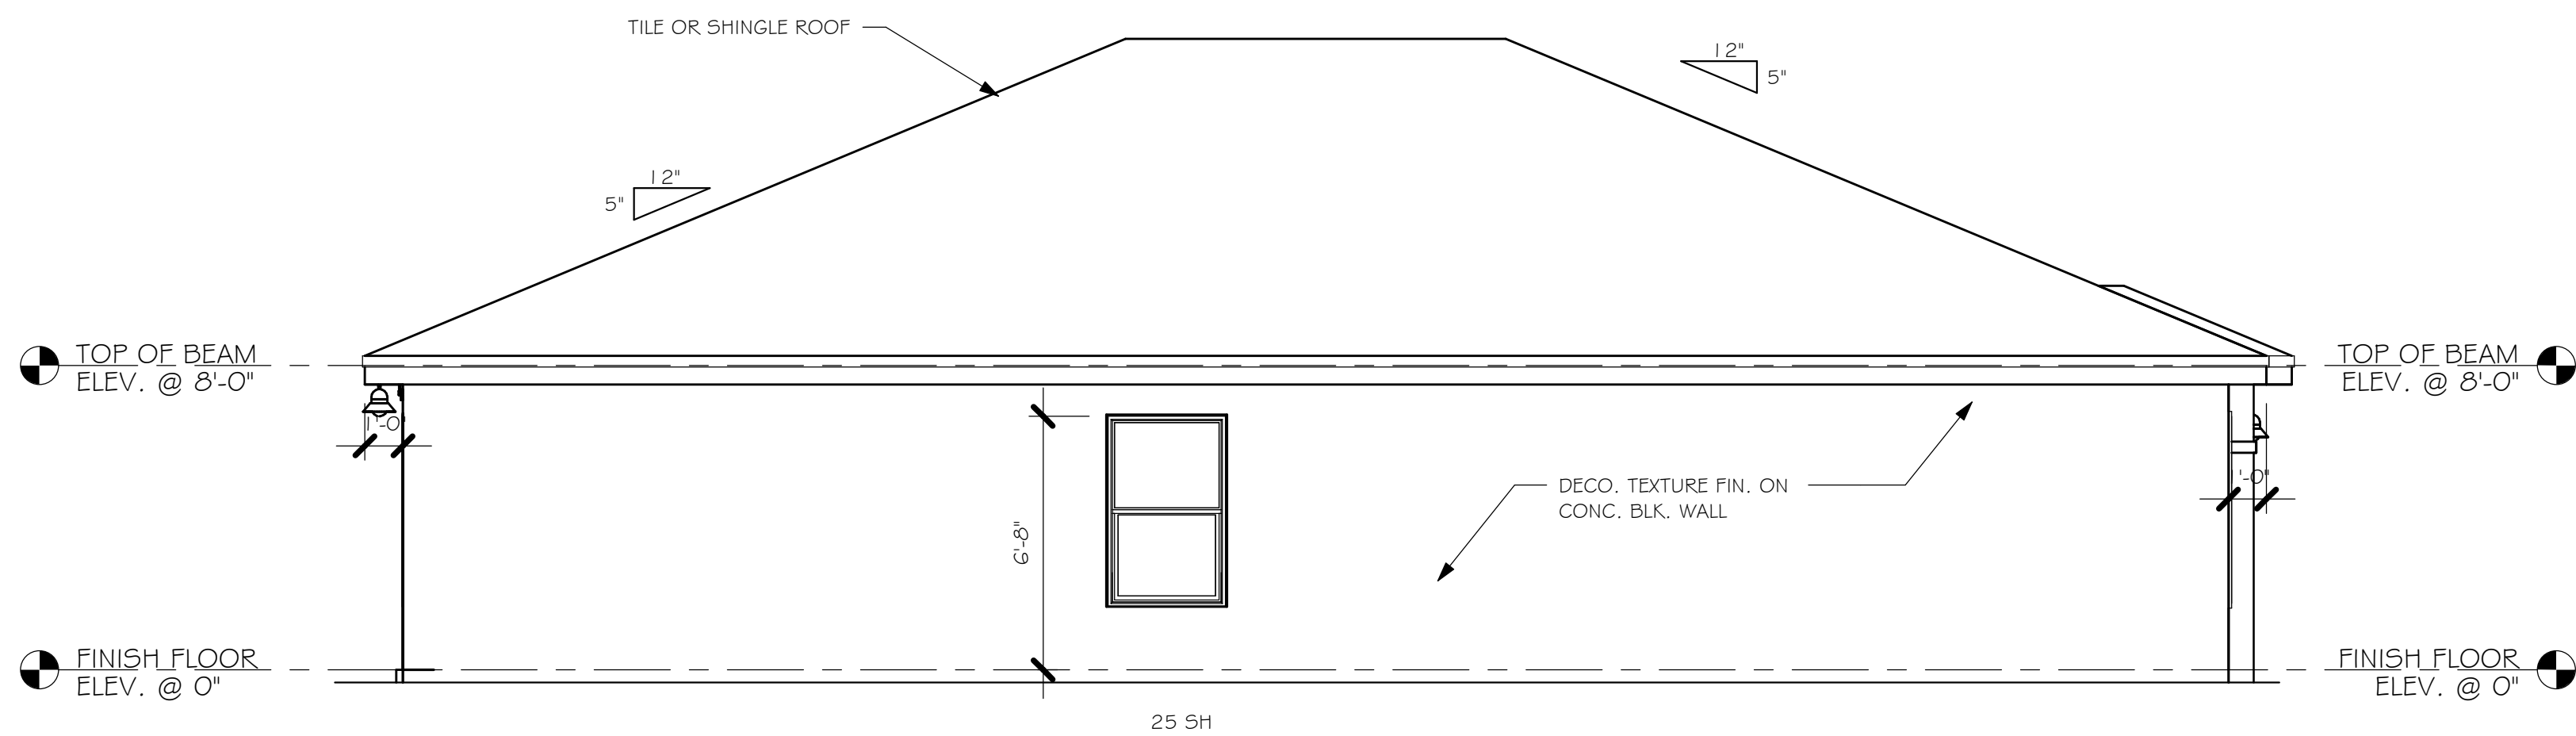 TILE OR SHINGLE ROOF
12"
5"
12"
5"
TOP OF BEAM
ELEV. @ 8'-0"
TOP OF BEAM
ELEV. @ 8'-0"
1'-0"
1'-0"
DECO. TEXTURE FIN. ON
CONC. BLK. WALL
6'-8"
FINISH FLOOR
ELEV. @ 0"
FINISH FLOOR
ELEV. @ 0"
25 SH